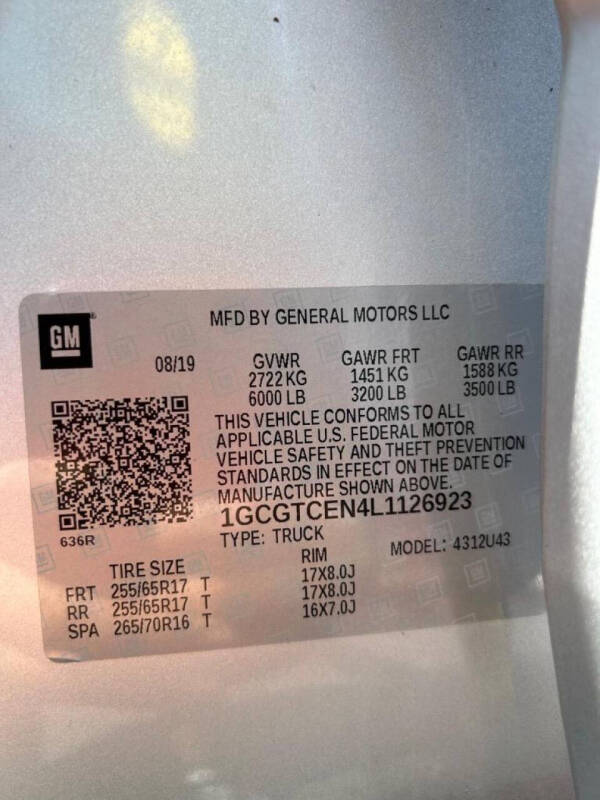 GM
MFD BY GENERAL MOTORS LLC
08/19 GVWR GAWR FRT GAWR RR
2722 KG 1451 KG 1588 KG
6000 LB 3200 LB 3500 LB
THIS VEHICLE CONFORMS TO ALL
APPLICABLE U.S. FEDERAL MOTOR
VEHICLE SAFETY AND THEFT PREVENTION
STANDARDS IN EFFECT ON THE DATE OF
MANUFACTURE SHOWN ABOVE.
1GCGTCEN4L1126923
636R
TYPE: TRUCK MODEL: 4312U43
TIRE SIZE RIM
FRT 255/65R17 T 17X8.0J
RR 255/65R17 T 17X8.0J
SPA 265/70R16 T 16X7.0J